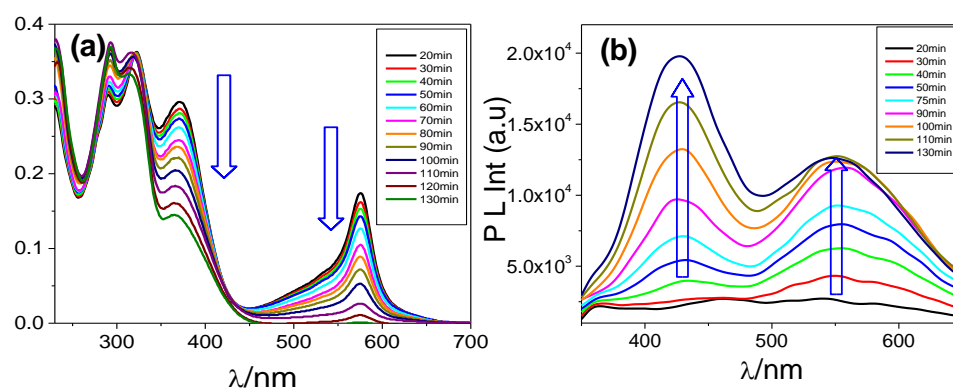 (a)
0.4
0.3
0.2
0.1
0.0
300
400
500
600
700
λ/nm
20min
30min
40min
50min
60min
70min
80min
90min
100min
110min
120min
130min
(b)
P L Int (a.u)
2.0x10⁴
1.5x10⁴
1.0x10⁴
5.0x10³
400
500
600
λ/nm
20min
30min
40min
50min
75min
90min
100min
110min
130min